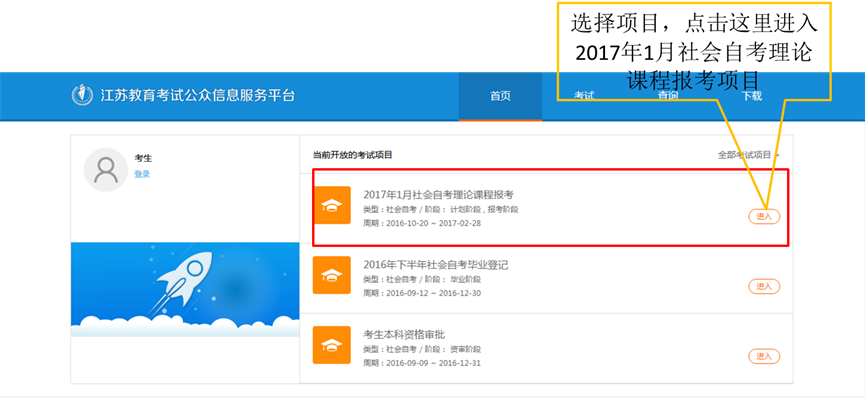 选择项目，点击这里进入
2017年1月社会自考理论
课程报考项目
江苏教育考试公众信息服务平台
首页
考试
查询
下载
考生
登录
当前开放的考试项目
全部考试项目 >
2017年1月社会自考理论课程报考
类型：社会自考 / 阶段： 计划阶段 , 报考阶段
周期：2016-10-20 ~ 2017-02-28
进入
2016年下半年社会自考毕业登记
类型：社会自考 / 阶段： 毕业阶段
周期：2016-09-12 ~ 2016-12-30
进入
考生本科资格审批
类型：社会自考 / 阶段： 资审阶段
周期：2016-09-09 ~ 2016-12-31
进入